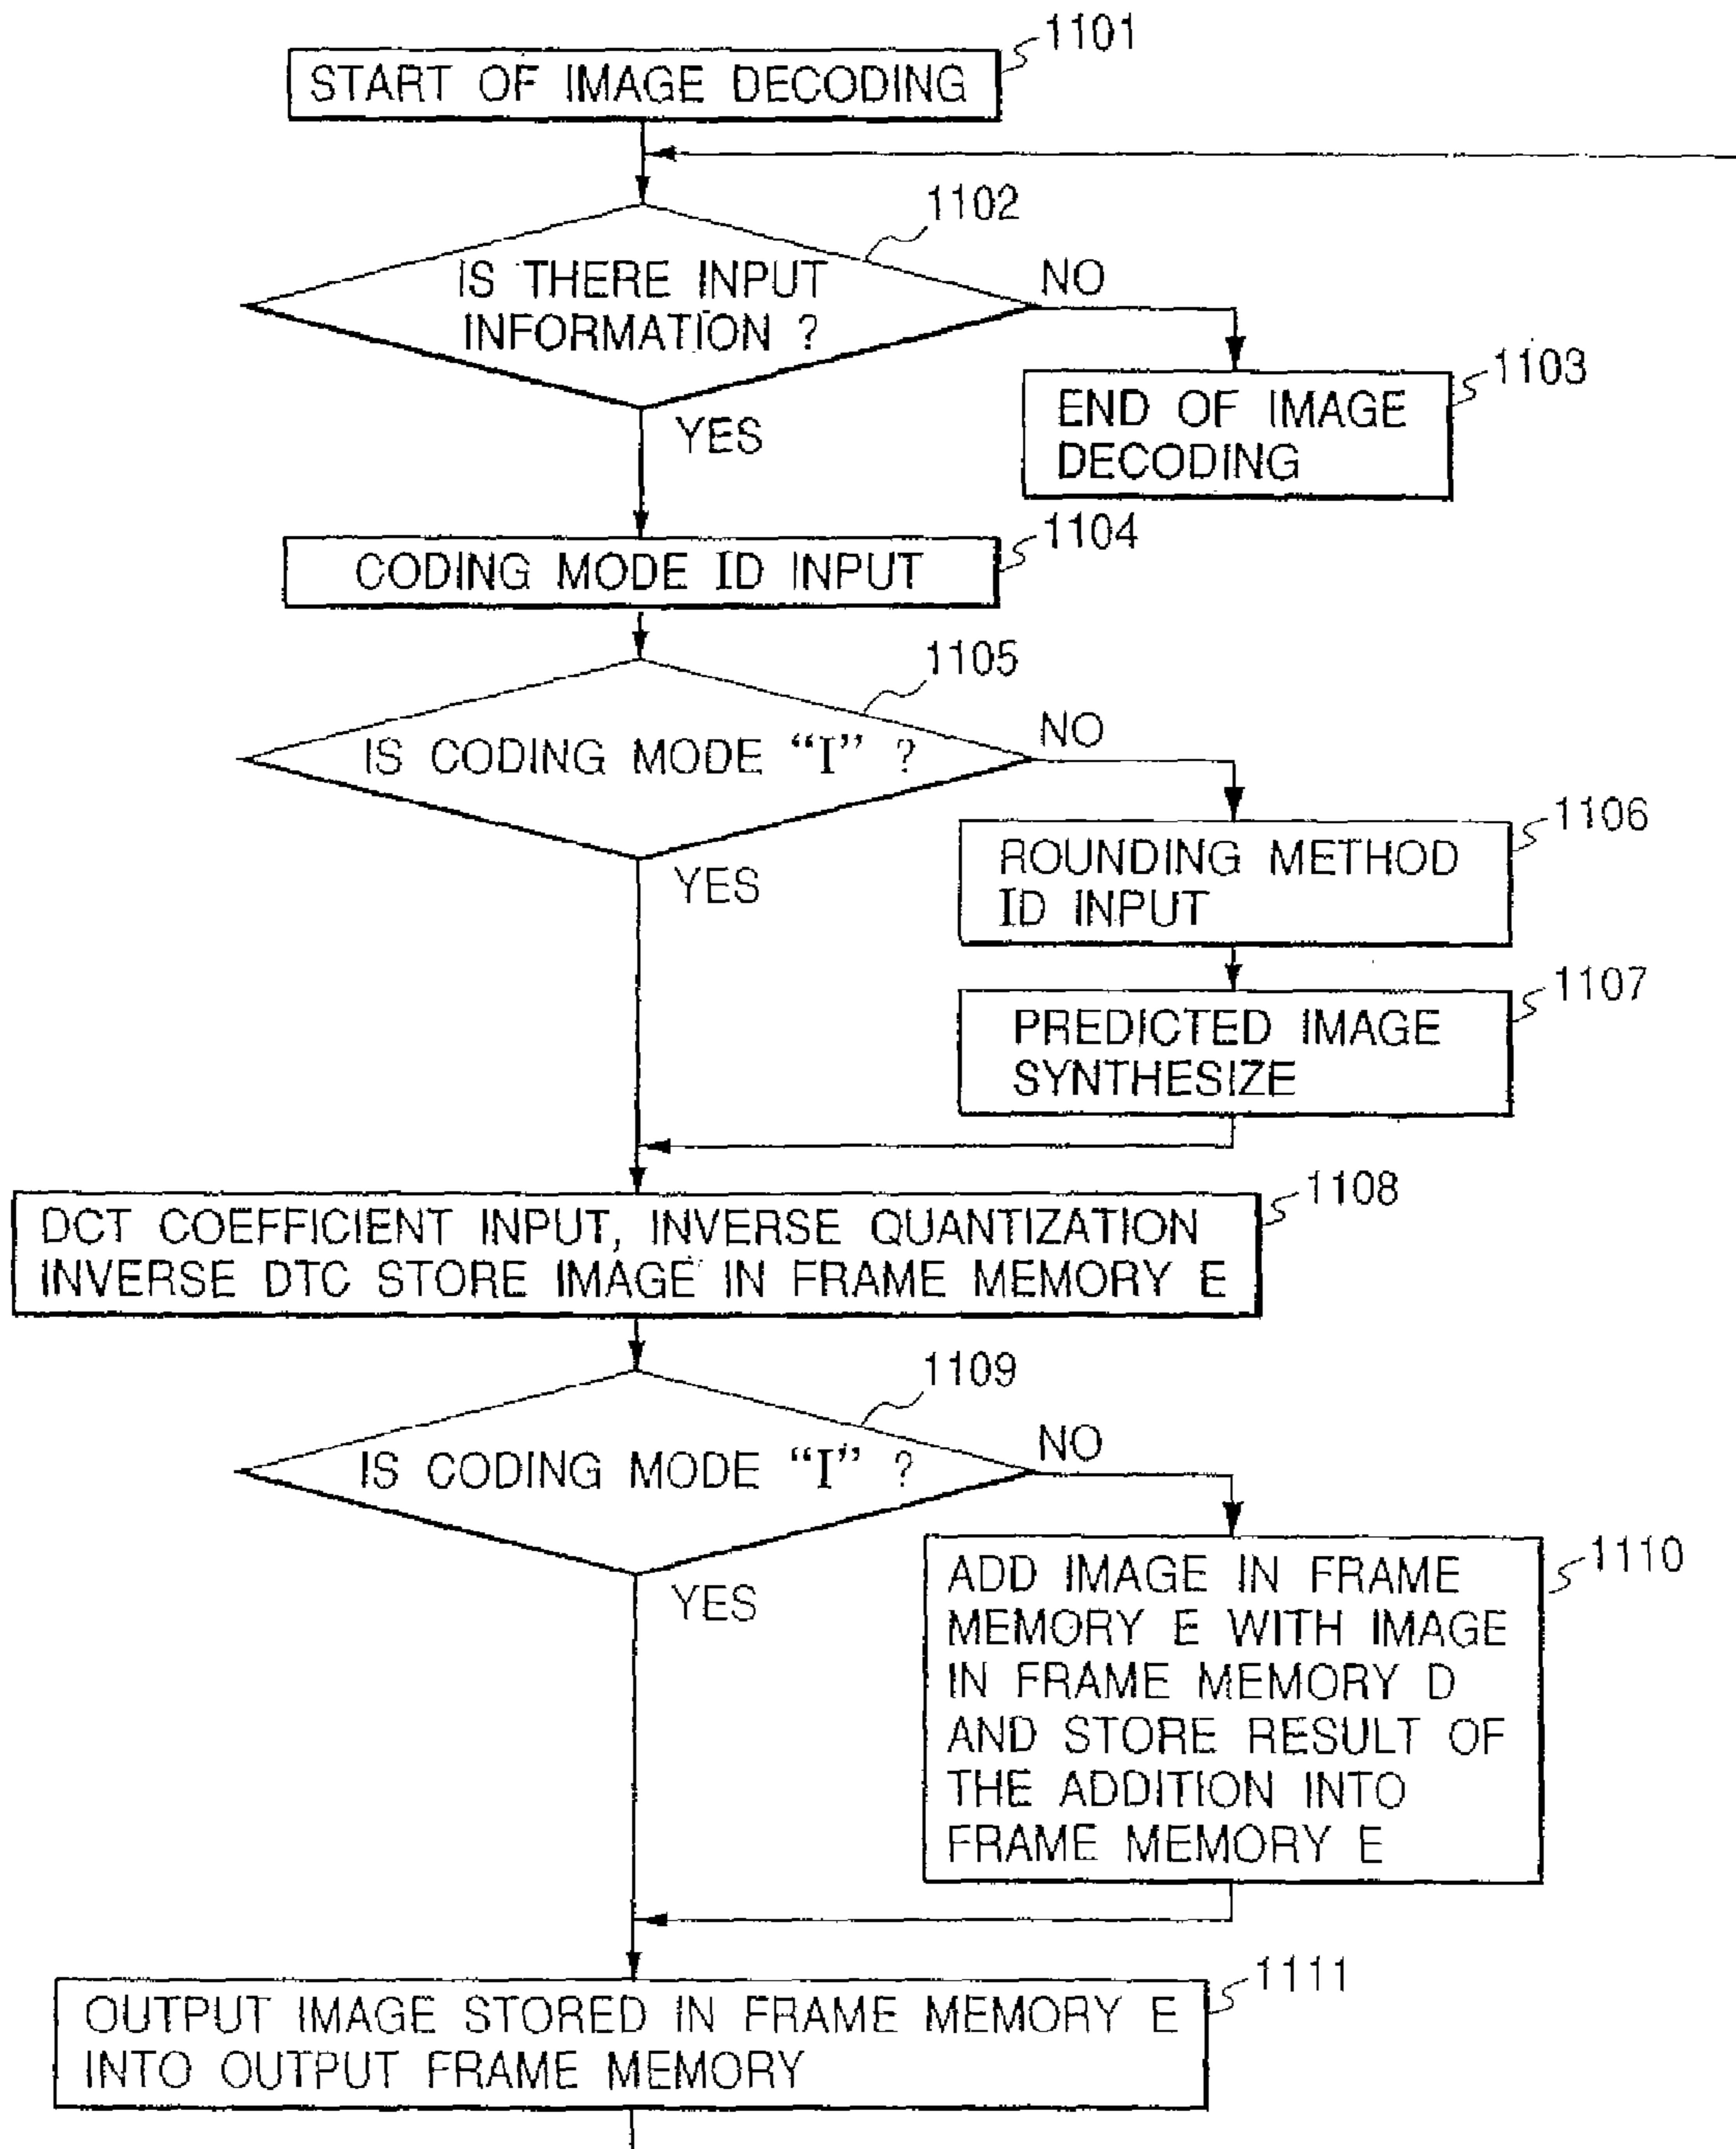 1101
START OF IMAGE DECODING
1102
IS THERE INPUT
INFORMATION ?
NO
YES
1103
END OF IMAGE
DECODING
1104
CODING MODE ID INPUT
1105
IS CODING MODE “I” ?
NO
YES
1106
ROUNDING METHOD
ID INPUT
1107
PREDICTED IMAGE
SYNTHESIZE
1108
DCT COEFFICIENT INPUT, INVERSE QUANTIZATION
INVERSE DTC STORE IMAGE IN FRAME MEMORY E
1109
IS CODING MODE “I” ?
NO
YES
1110
ADD IMAGE IN FRAME
MEMORY E WITH IMAGE
IN FRAME MEMORY D
AND STORE RESULT OF
THE ADDITION INTO
FRAME MEMORY E
1111
OUTPUT IMAGE STORED IN FRAME MEMORY E
INTO OUTPUT FRAME MEMORY